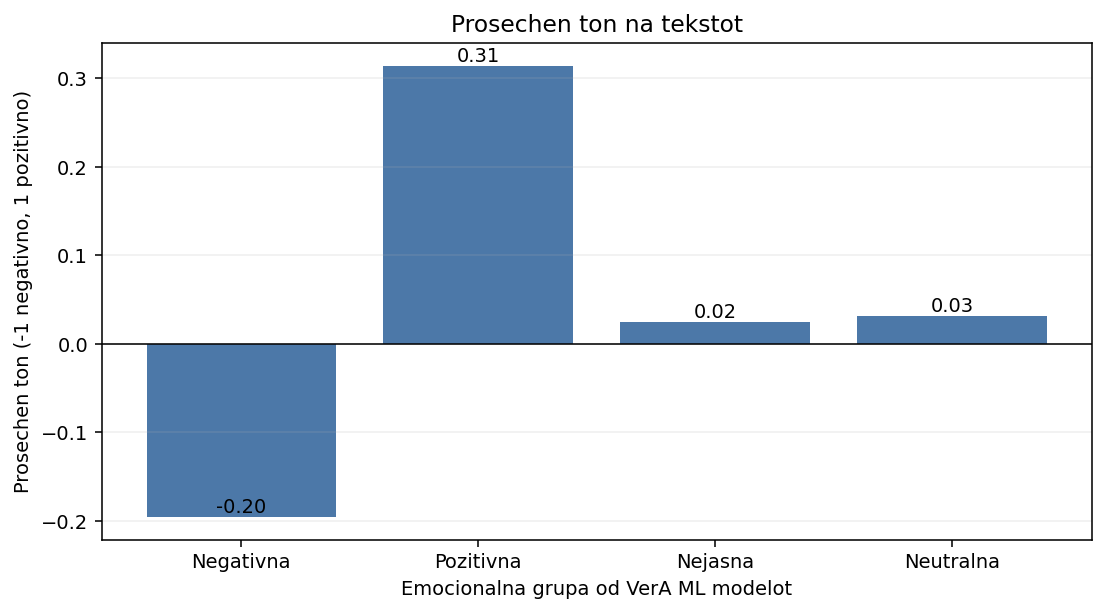 Prosechen ton na tekstot
Prosechen ton (-1 negativno, 1 pozitivno)
0.3
0.2
0.1
0.0
−0.1
−0.2
-0.20
0.31
0.02
0.03
Negativna
Pozitivna
Nejasna
Neutralna
Emocionalna grupa od VerA ML modelot